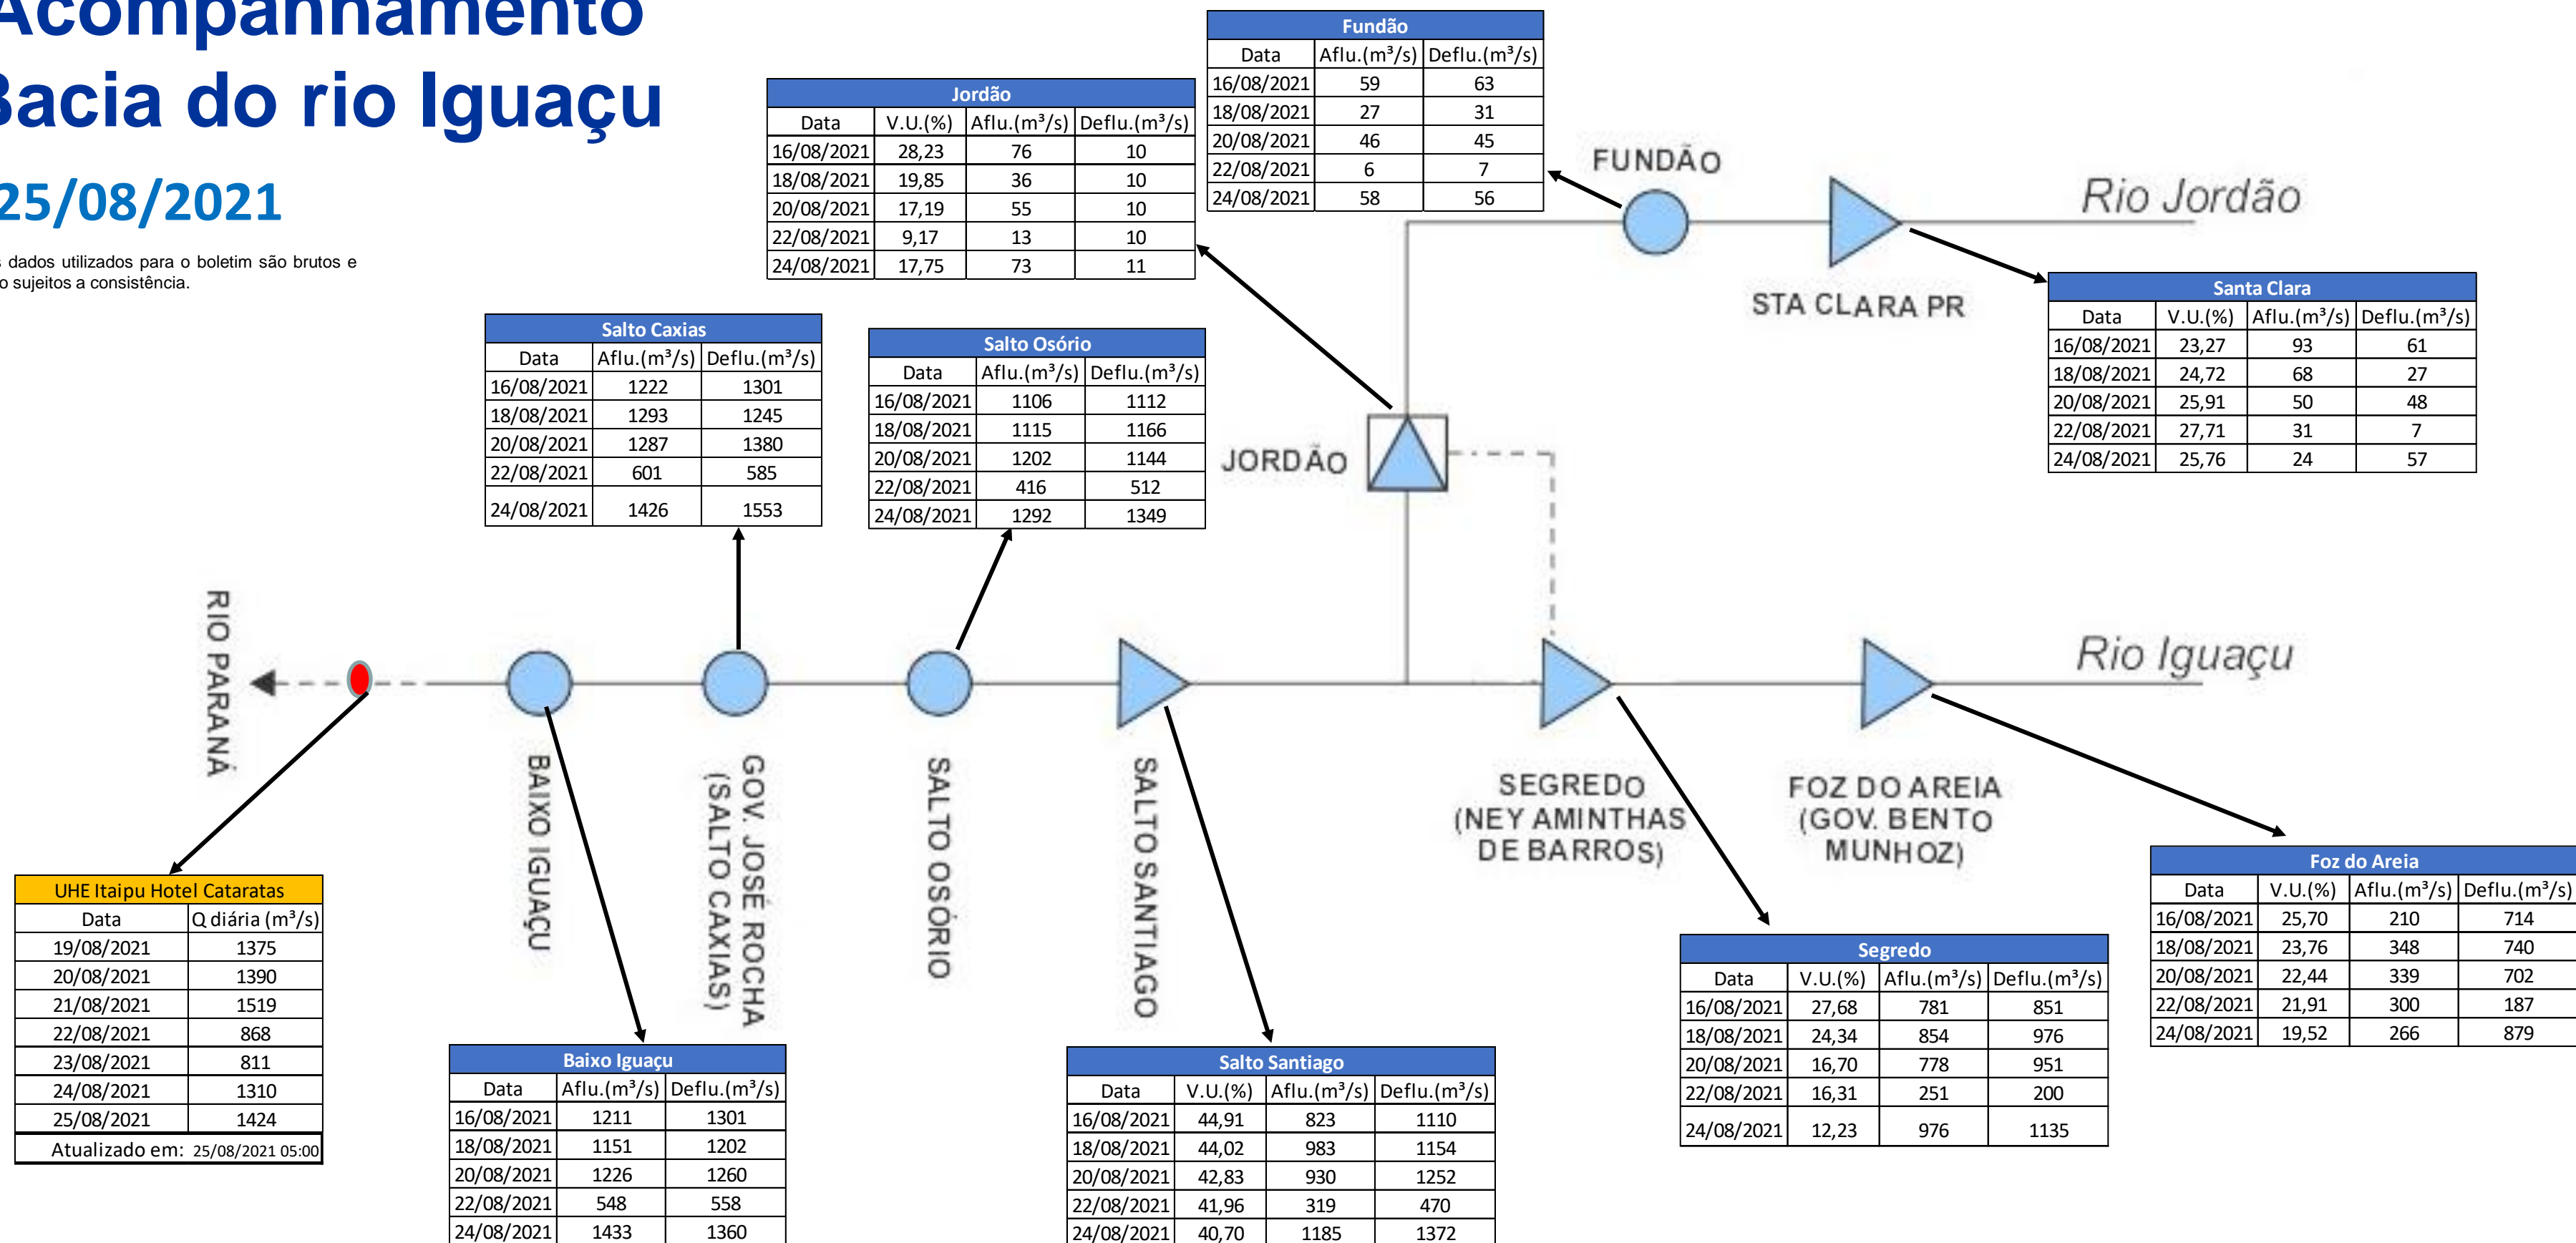 Acompanhamento
Bacia do rio Iguaçu
25/08/2021
s dados utilizados para o boletim são brutos e
o sujeitos a consistência.
Fundão
Data Aflu.(m³/s) Deflu.(m³/s)
16/08/2021 59 63
18/08/2021 27 31
20/08/2021 46 45
22/08/2021 6 7
24/08/2021 58 56
Jordão
Data V.U.(%) Aflu.(m³/s) Deflu.(m³/s)
16/08/2021 28,23 76 10
18/08/2021 19,85 36 10
20/08/2021 17,19 55 10
22/08/2021 9,17 13 10
24/08/2021 17,75 73 11
FUNDÃO
Rio Jordão
STA CLARA PR
Santa Clara
Data V.U.(%) Aflu.(m³/s) Deflu.(m³/s)
16/08/2021 23,27 93 61
18/08/2021 24,72 68 27
20/08/2021 25,91 50 48
22/08/2021 27,71 31 7
24/08/2021 25,76 24 57
Salto Caxias
Data Aflu.(m³/s) Deflu.(m³/s)
16/08/2021 1222 1301
18/08/2021 1293 1245
20/08/2021 1287 1380
22/08/2021 601 585
24/08/2021 1426 1553
Salto Osório
Data Aflu.(m³/s) Deflu.(m³/s)
16/08/2021 1106 1112
18/08/2021 1115 1166
20/08/2021 1202 1144
22/08/2021 416 512
24/08/2021 1292 1349
JORDÃO
RIO PARANÁ
Rio Iguaçu
BAIXO IGUAÇU
GOV. JOSÉ ROCHA
(SALTO CAXIAS)
SALTO OSÓRIO
SALTO SANTIAGO
SEGREDO
(NEY AMINTHAS
DE BARROS)
FOZ DO AREIA
(GOV. BENTO
MUNHOZ)
UHE Itaipu Hotel Cataratas
Data Q diária (m³/s)
19/08/2021 1375
20/08/2021 1390
21/08/2021 1519
22/08/2021 868
23/08/2021 811
24/08/2021 1310
25/08/2021 1424
Atualizado em: 25/08/2021 05:00
Baixo Iguaçu
Data Aflu.(m³/s) Deflu.(m³/s)
16/08/2021 1211 1301
18/08/2021 1151 1202
20/08/2021 1226 1260
22/08/2021 548 558
24/08/2021 1433 1360
Salto Santiago
Data V.U.(%) Aflu.(m³/s) Deflu.(m³/s)
16/08/2021 44,91 823 1110
18/08/2021 44,02 983 1154
20/08/2021 42,83 930 1252
22/08/2021 41,96 319 470
24/08/2021 40,70 1185 1372
Segredo
Data V.U.(%) Aflu.(m³/s) Deflu.(m³/s)
16/08/2021 27,68 781 851
18/08/2021 24,34 854 976
20/08/2021 16,70 778 951
22/08/2021 16,31 251 200
24/08/2021 12,23 976 1135
Foz do Areia
Data V.U.(%) Aflu.(m³/s) Deflu.(m³/s)
16/08/2021 25,70 210 714
18/08/2021 23,76 348 740
20/08/2021 22,44 339 702
22/08/2021 21,91 300 187
24/08/2021 19,52 266 879